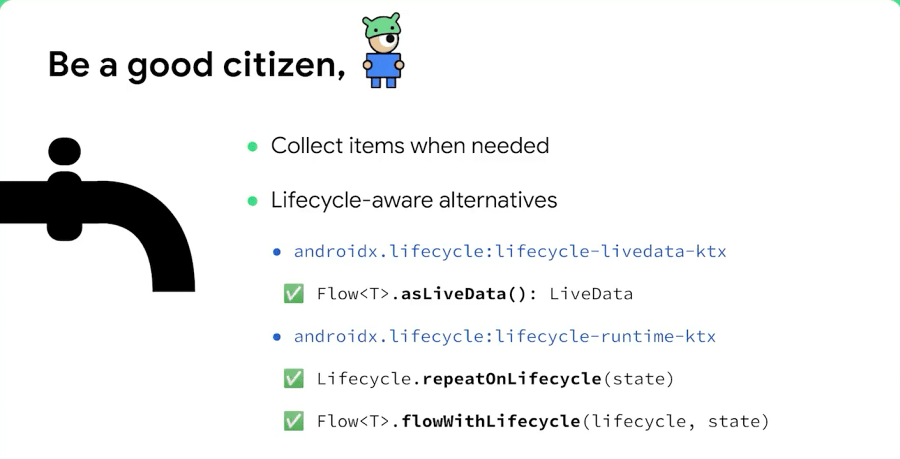 Be a good citizen,
Collect items when needed
Lifecycle-aware alternatives
androidx.lifecycle:lifecycle-livedata-ktx
Flow<T>.asLiveData(): LiveData
androidx.lifecycle:lifecycle-runtime-ktx
Lifecycle.repeatOnLifecycle(state)
Flow<T>.flowWithLifecycle(lifecycle, state)